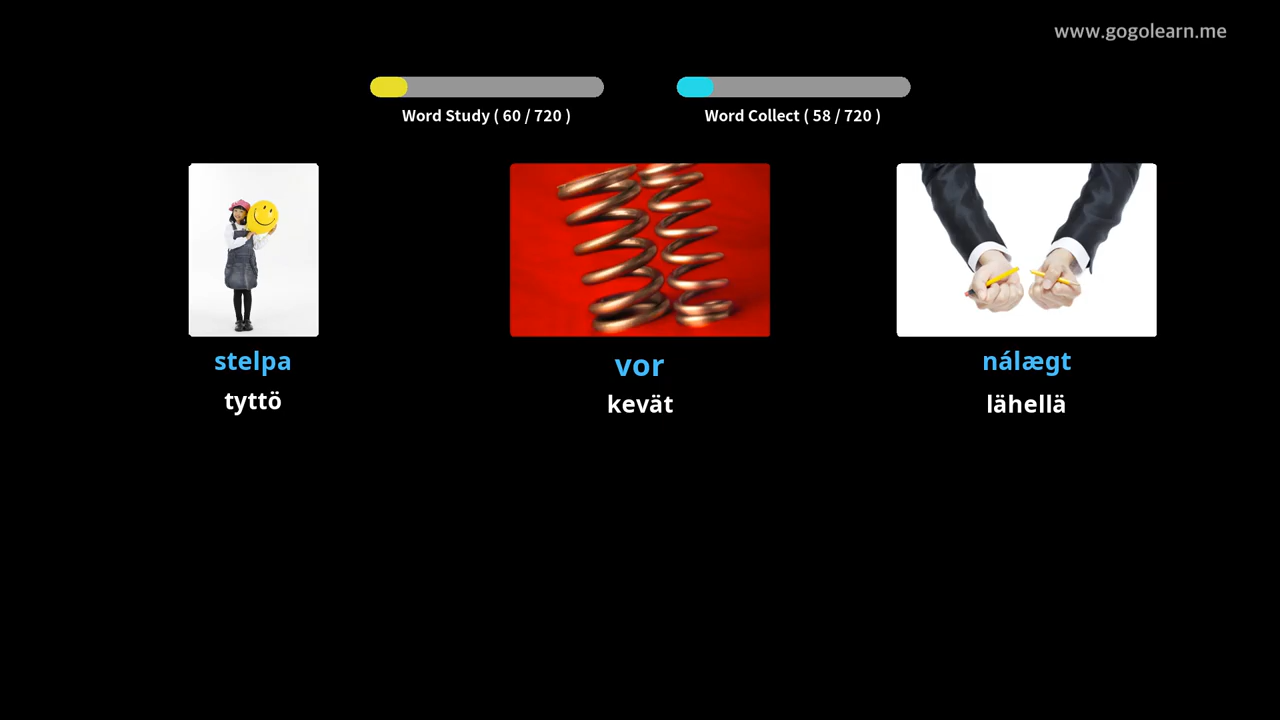 www.gogolearn.me
Word Study ( 60 / 720 )
Word Collect ( 58 / 720 )
stelpa
tyttö
vor
kevät
nálægt
lähellä